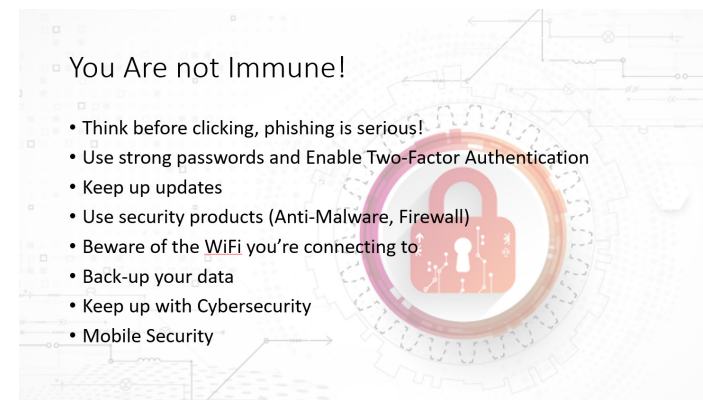 You Are not Immune!
• Think before clicking, phishing is serious!
• Use strong passwords and Enable Two-Factor Authentication
• Keep up updates
• Use security products (Anti-Malware, Firewall)
• Beware of the WiFi you're connecting to
• Back-up your data
• Keep up with Cybersecurity
• Mobile Security